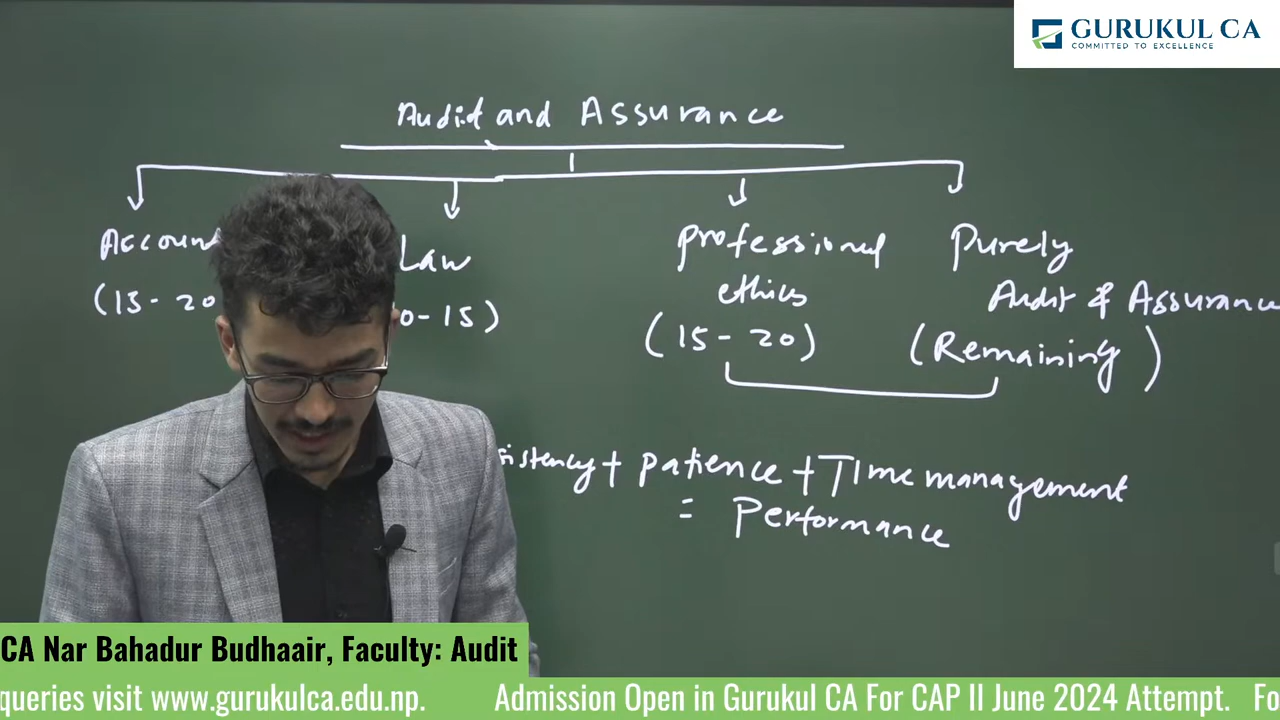 GURUKUL CA
COMMITTED TO EXCELLENCE
Audit and Assurance
Accoun
Law
professional
ethics
Purely
Audit & Assurance
(15-20
0-15)
(15-20)
(Remaining)
istency + patience + Time management
= Performance
CA Nar Bahadur Budhaair, Faculty: Audit
queries visit www.gurukulca.edu.np. Admission Open in Gurukul CA For CAP II June 2024 Attempt. Fo